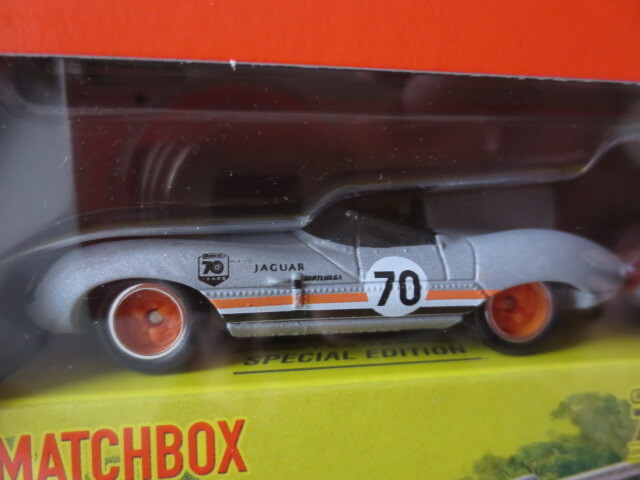 70
JAGUAR
70
SPECIAL EDITION
MATCHBOX